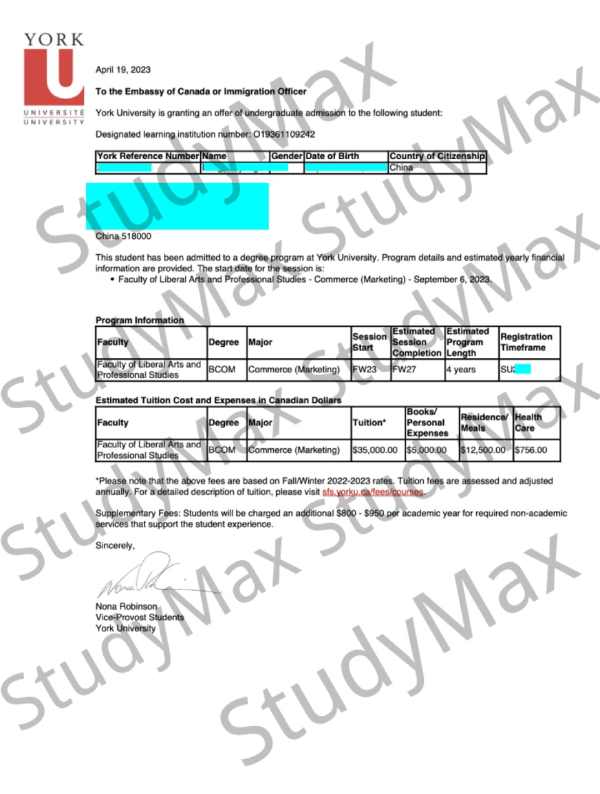 YORK
U
UNIVERSITÉ
UNIVERSITY
April 19, 2023
To the Embassy of Canada or Immigration Officer
York University is granting an offer of undergraduate admission to the following student:
Designated learning institution number: O19361109242
York Reference Number Name Gender Date of Birth Country of Citizenship
China
China 518000
This student has been admitted to a degree program at York University. Program details and estimated yearly financial
information are provided. The start date for the session is:
• Faculty of Liberal Arts and Professional Studies - Commerce (Marketing) - September 6, 2023.
Program Information
Faculty Degree Major Session Start Estimated Session Completion Estimated Program Length Registration Timeframe
Faculty of Liberal Arts and Professional Studies BCOM Commerce (Marketing) FW23 FW27 4 years
Estimated Tuition Cost and Expenses in Canadian Dollars
Faculty Degree Major Tuition* Books/ Personal Expenses Residence/ Meals Health Care
Faculty of Liberal Arts and Professional Studies BCOM Commerce (Marketing) $35,000.00 $5,000.00 $12,500.00 $756.00
*Please note that the above fees are based on Fall/Winter 2022-2023 rates. Tuition fees are assessed and adjusted
annually. For a detailed description of tuition, please visit sfs.yorku.ca/fees/courses.
Supplementary Fees: Students will be charged an additional $800 - $950 per academic year for required non-academic
services that support the student experience.
Sincerely,
Nona Robinson
Vice-Provost Students
York University
StudyMax
StudyMax
StudyMax
StudyMax
StudyMax
StudyMax
StudyMax
StudyMax